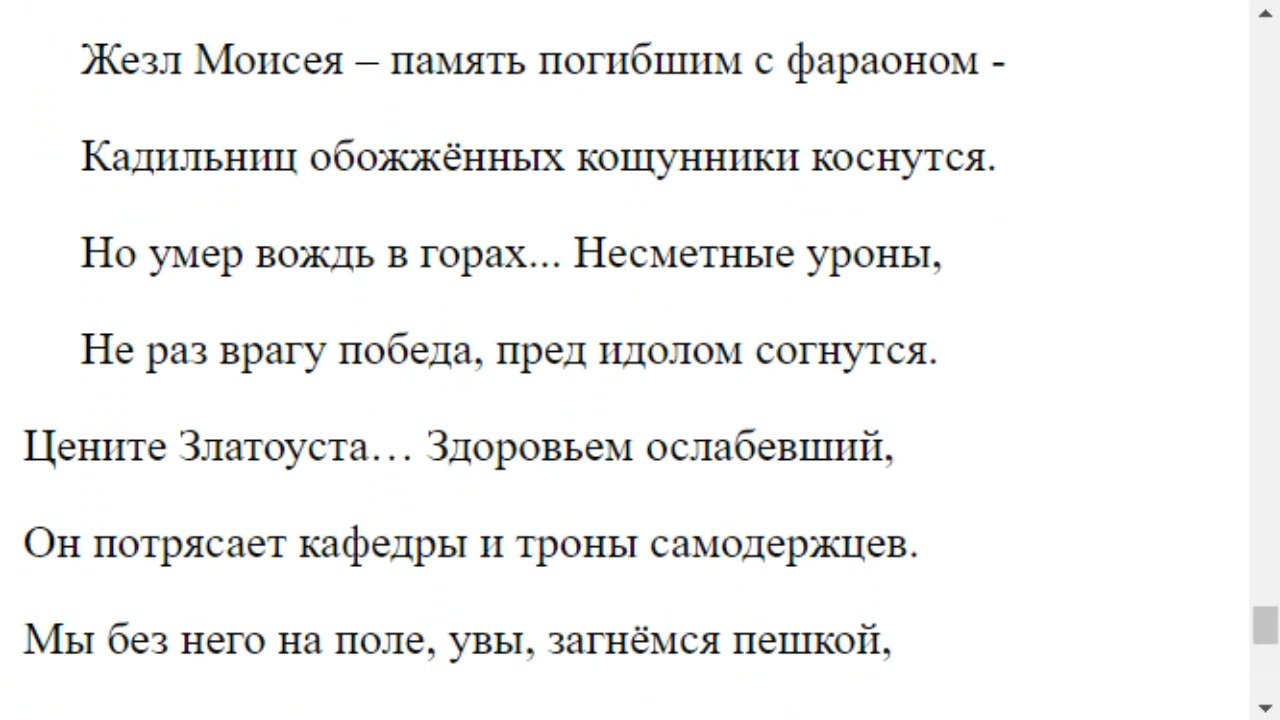 Жезл Моисея – память погибшим с фараоном -
Кадильниц обожжённых кощунники коснутся.
Но умер вождь в горах... Несметные уроны,
Не раз врагу победа, пред идолом согнутся.
Цените Златоуста… Здоровьем ослабевший,
Он потрясает кафедры и троны самодержцев.
Мы без него на поле, увы, загнёмся пешкой,